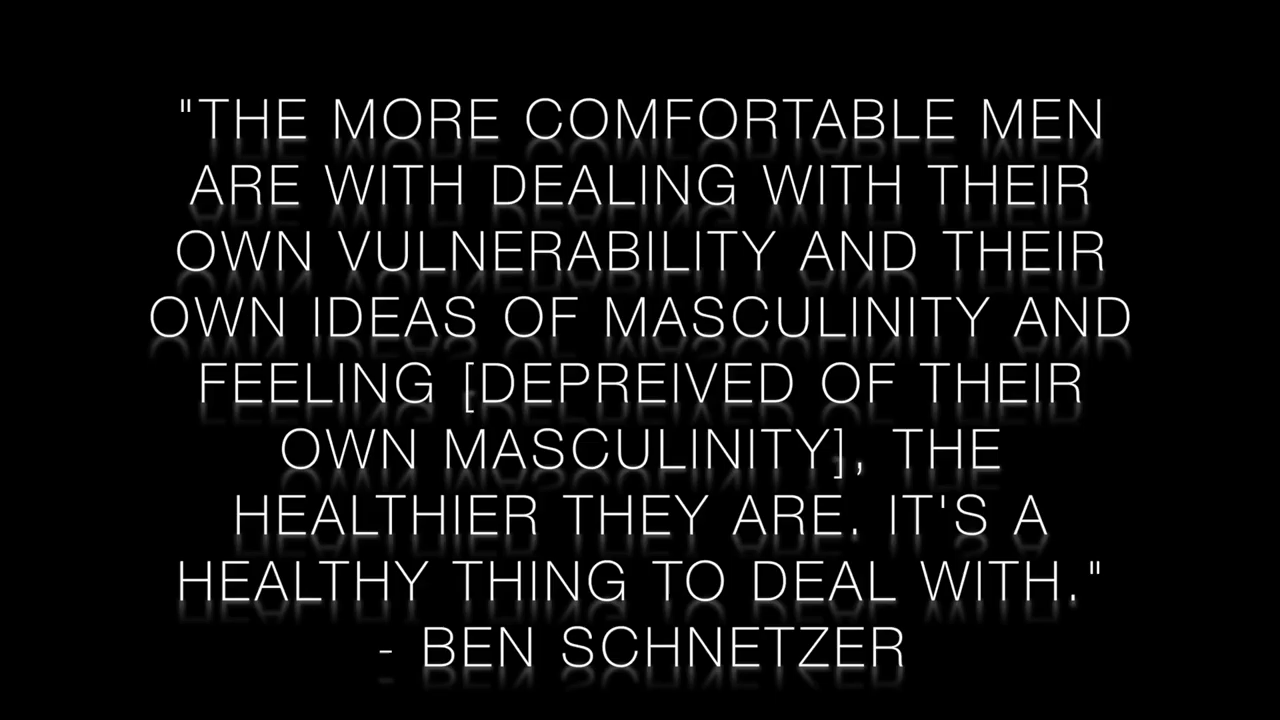 "THE MORE COMFORTABLE MEN
ARE WITH DEALING WITH THEIR
OWN VULNERABILITY AND THEIR
OWN IDEAS OF MASCULINITY AND
FEELING [DEPREIVED OF THEIR
OWN MASCULINITY], THE
HEALTHIER THEY ARE. IT'S A
HEALTHY THING TO DEAL WITH."
- BEN SCHNETZER